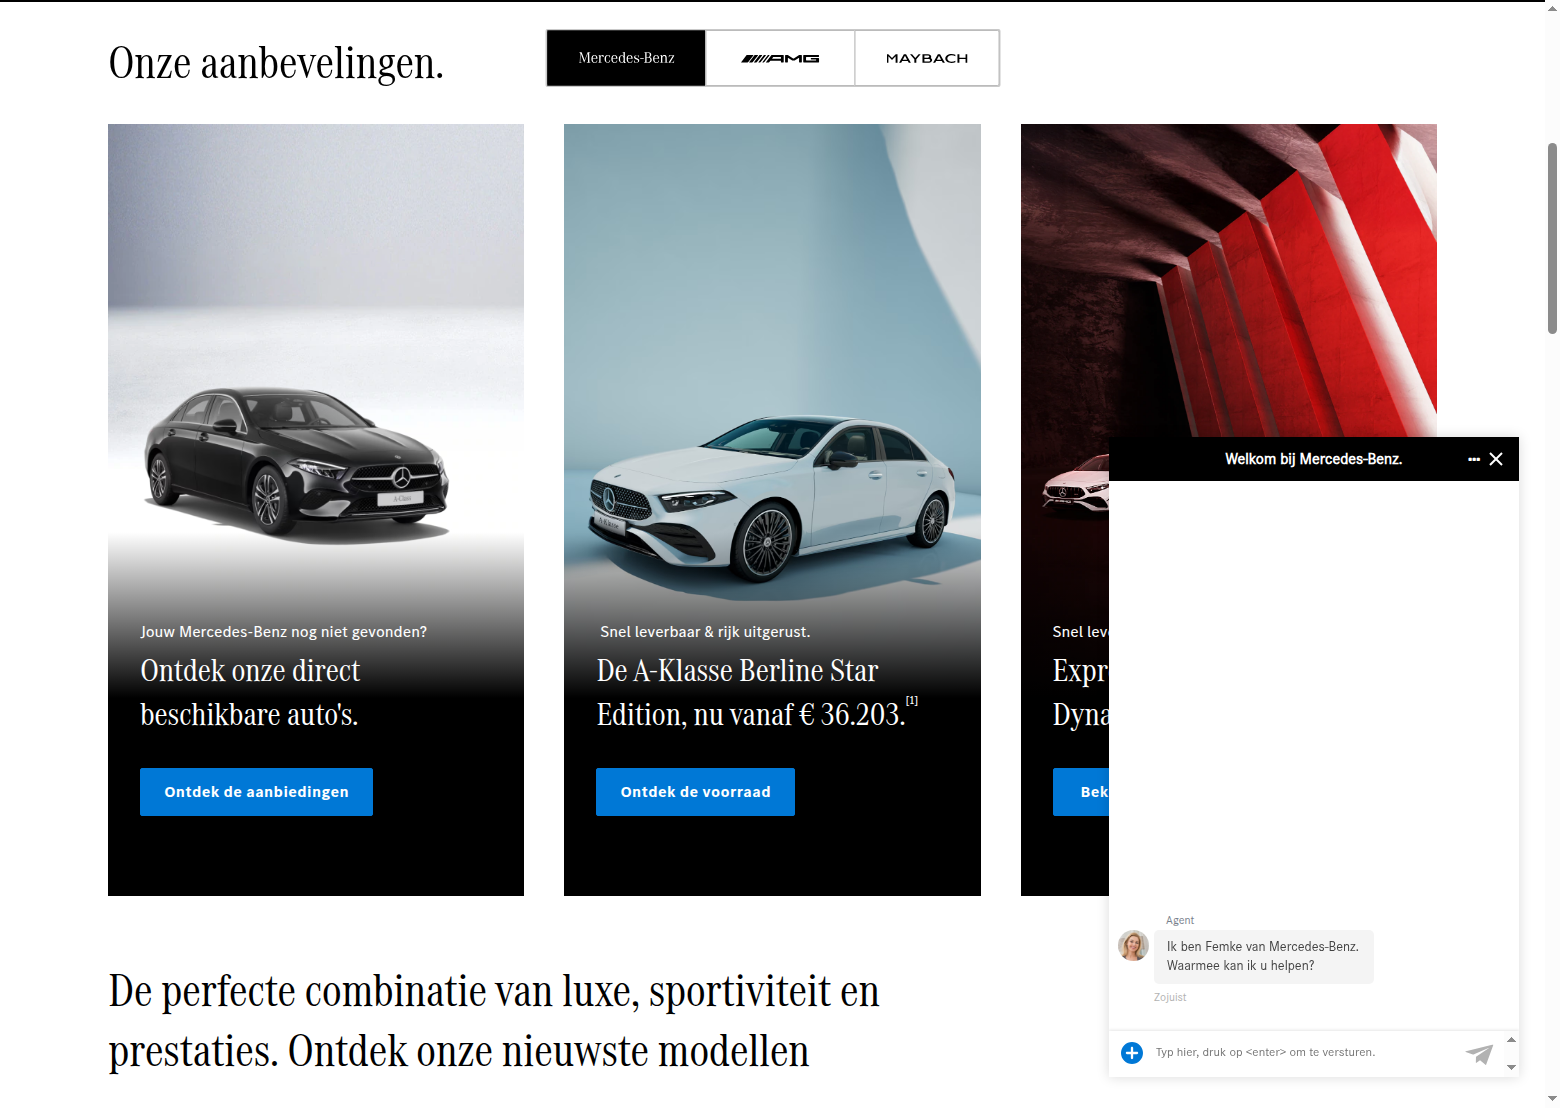 Onze aanbevelingen.
Mercedes-Benz
AMG
MAYBACH
Jouw Mercedes-Benz nog niet gevonden?
Ontdek onze direct
beschikbare auto's.
Ontdek de aanbiedingen
A-Klasse
Snel leverbaar & rijk uitgerust.
De A-Klasse Berline Star
Edition, nu vanaf € 36.203.[1]
Ontdek de voorraad
Snel lev
Expr
Dyna
Bek
Welkom bij Mercedes-Benz.
Agent
Ik ben Femke van Mercedes-Benz.
Waarmee kan ik u helpen?
Zojuist
Typ hier, druk op <enter> om te versturen.
De perfecte combinatie van luxe, sportiviteit en
prestaties. Ontdek onze nieuwste modellen